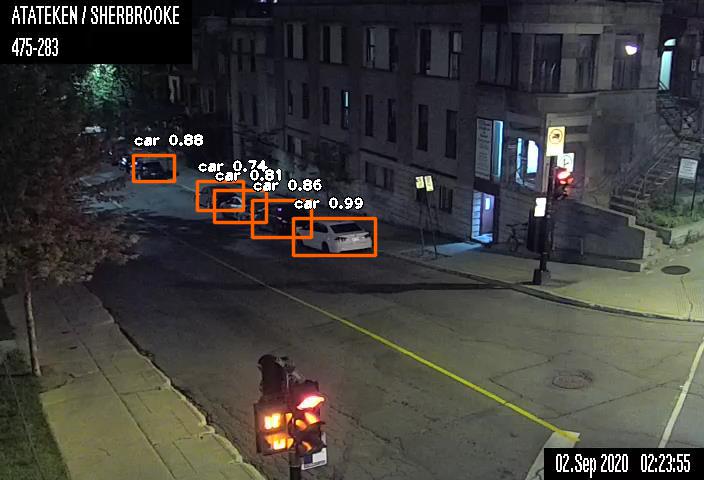 ATATEKEN / SHERBROOKE
475-283
car 0.88
car 0.74
car 0.81
car 0.86
car 0.99
02.Sep 2020 02:23:55